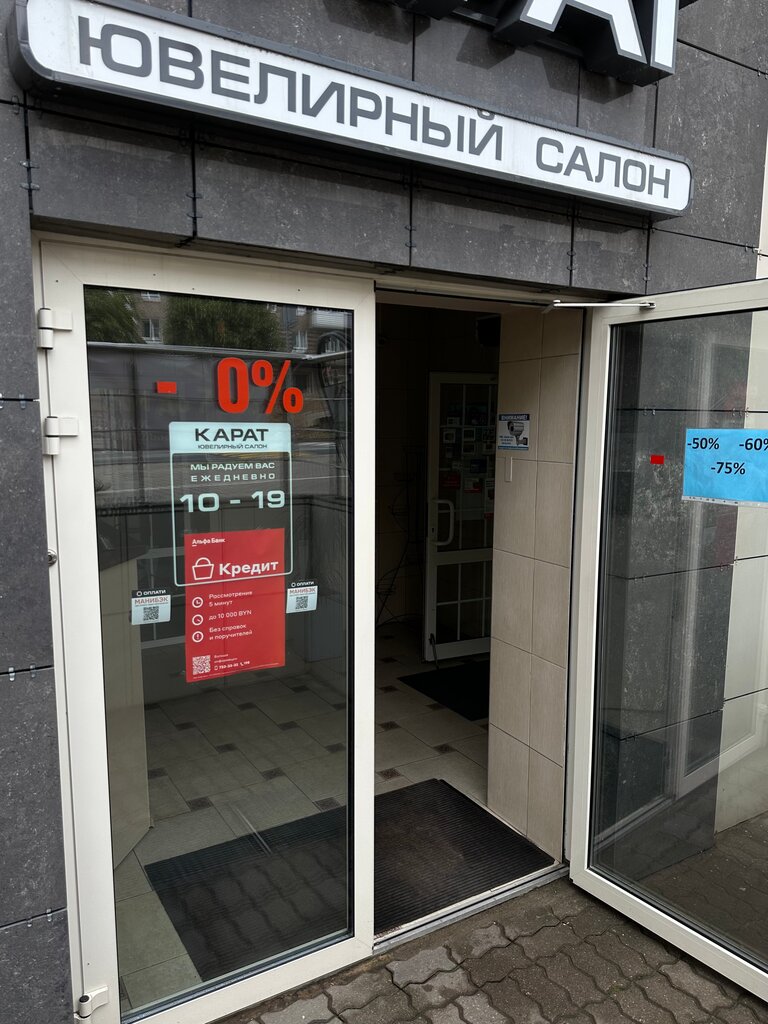 ЮВЕЛИРНЫЙ САЛОН
- 0%
КАРАТ
ЮВЕЛИРНЫЙ САЛОН
МЫ РАДУЕМ ВАС
ЕЖЕДНЕВНО
10 - 19
Альфа Банк
Кредит
Рассмотрение
5 минут
до 10 000 BYN
Без справок
и поручителей
ОПЛАТИ
МАНИБЭК
ОПЛАТИ
МАНИБЭК
ВНИМАНИЕ!
-50% -60%
-75%